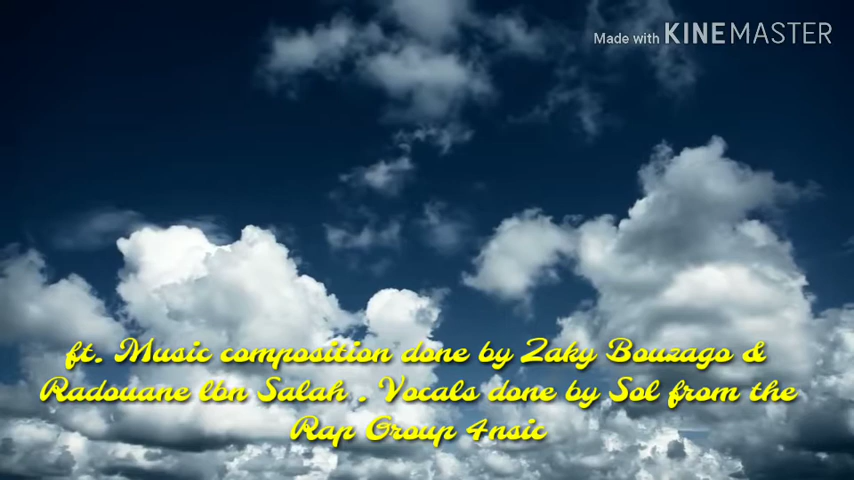 Made with KINEMASTER
ft. Music composition done by Zaky Bouzago &
Radouane Ibn Salah . Vocals done by Sol from the
Rap Group 4nsic